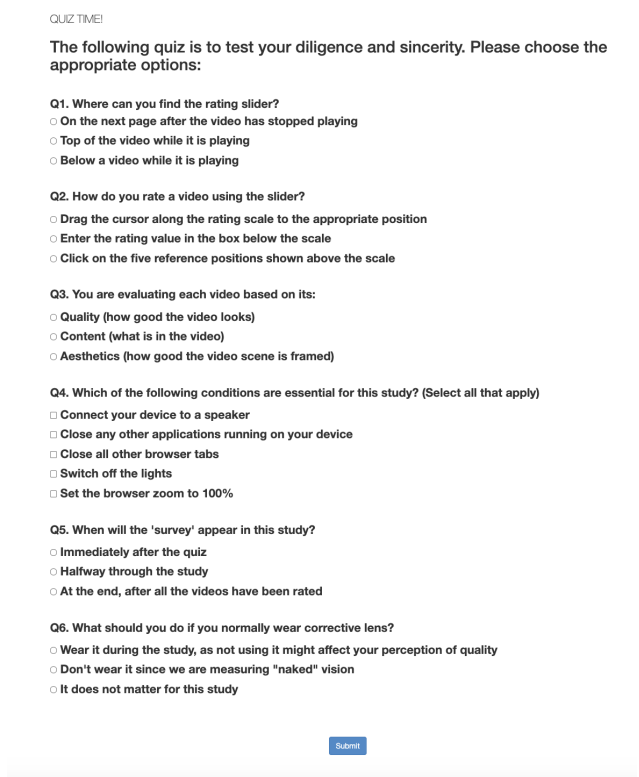 QUIZ TIME!
The following quiz is to test your diligence and sincerity. Please choose the
appropriate options:
Q1. Where can you find the rating slider?
On the next page after the video has stopped playing
Top of the video while it is playing
Below a video while it is playing
Q2. How do you rate a video using the slider?
Drag the cursor along the rating scale to the appropriate position
Enter the rating value in the box below the scale
Click on the five reference positions shown above the scale
Q3. You are evaluating each video based on its:
Quality (how good the video looks)
Content (what is in the video)
Aesthetics (how good the video scene is framed)
Q4. Which of the following conditions are essential for this study? (Select all that apply)
Connect your device to a speaker
Close any other applications running on your device
Close all other browser tabs
Switch off the lights
Set the browser zoom to 100%
Q5. When will the 'survey' appear in this study?
Immediately after the quiz
Halfway through the study
At the end, after all the videos have been rated
Q6. What should you do if you normally wear corrective lens?
Wear it during the study, as not using it might affect your perception of quality
Don't wear it since we are measuring "naked" vision
It does not matter for this study
Submit